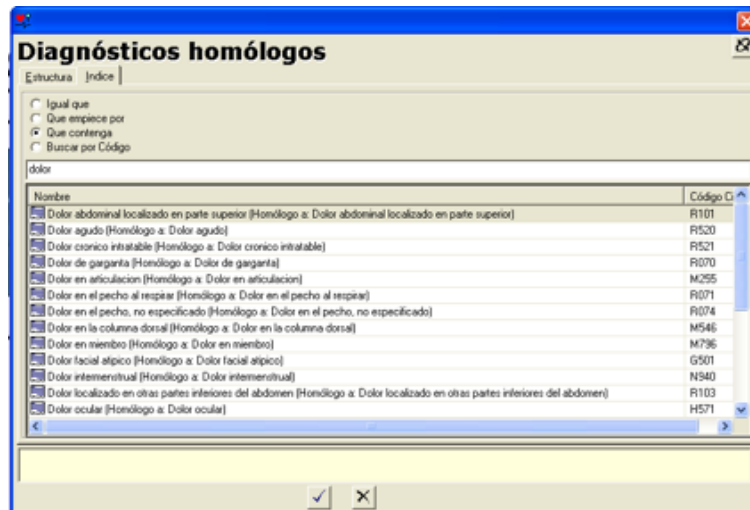 Diagnósticos homólogos
Estructura Indice
Igual que
Que empiece por
Que contenga
Buscar por Código
dolor
Nombre Código Ci
Dolor abdominal localizado en parte superior (Homólogo a: Dolor abdominal localizado en parte superior) R101
Dolor agudo (Homólogo a: Dolor agudo) R520
Dolor cronico intratable (Homólogo a: Dolor cronico intratable) R521
Dolor de garganta (Homólogo a: Dolor de garganta) R070
Dolor en articulacion (Homólogo a: Dolor en articulacion) M255
Dolor en el pecho al respirar (Homólogo a: Dolor en el pecho al respirar) R071
Dolor en el pecho, no especificado (Homólogo a: Dolor en el pecho, no especificado) R074
Dolor en la columna dorsal (Homólogo a: Dolor en la columna dorsal) M546
Dolor en miembro (Homólogo a: Dolor en miembro) M796
Dolor facial atipico (Homólogo a: Dolor facial atipico) G501
Dolor intermenstrual (Homólogo a: Dolor intermenstrual) N940
Dolor localizado en otras partes inferiores del abdomen (Homólogo a: Dolor localizado en otras partes inferiores del abdomen) R103
Dolor ocular (Homólogo a: Dolor ocular) H571